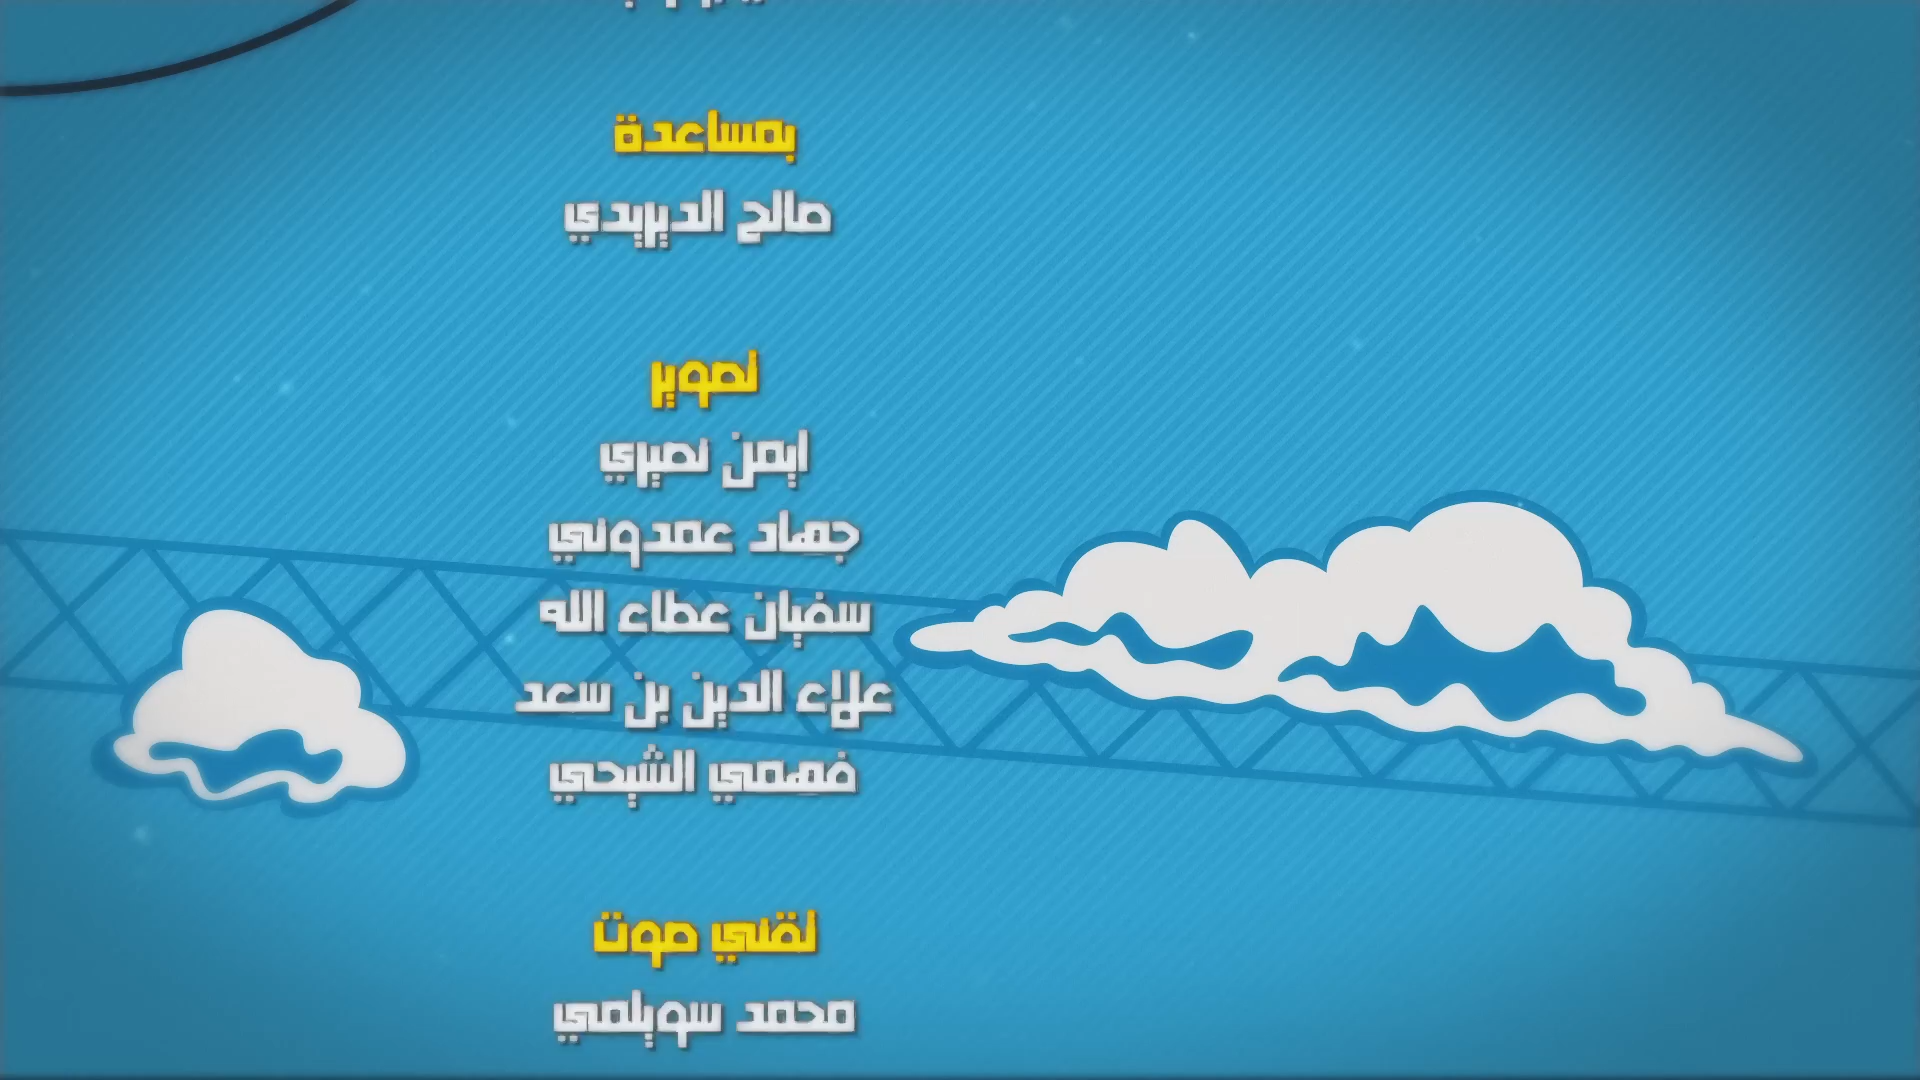 بمساعدة
صالح الديريدي
تصوير
ايمن نصيري
جهاد عمدوني
سفيان عطاء الله
علاء الدين بن سعد
فهمي الشيحي
تقني صوت
محمد سويلمي